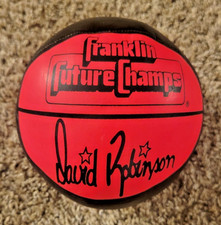 Franklin
Future Champs
®
David Robinson